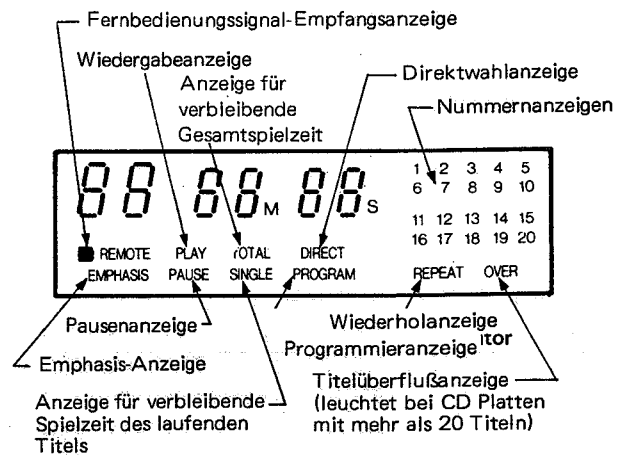 Fernbedienungssignal-Empfangsanzeige
Wiedergabeanzeige
Anzeige für
verbleibende
Gesamtspielzeit
Direktwahlanzeige
Nummernanzeigen
88 88 M 88 S
1 2 3 4 5
6 7 8 9 10
11 12 13 14 15
16 17 18 19 20
REMOTE PLAY TOTAL DIRECT
EMPHASIS PAUSE SINGLE PROGRAM REPEAT OVER
Pausenanzeige
Wiederholanzeige
Programmieranzeige
Emphasis-Anzeige
Titelüberflußanzeige
(leuchtet bei CD Platten
mit mehr als 20 Titeln)
Anzeige für verbleibende
Spielzeit des laufenden
Titels